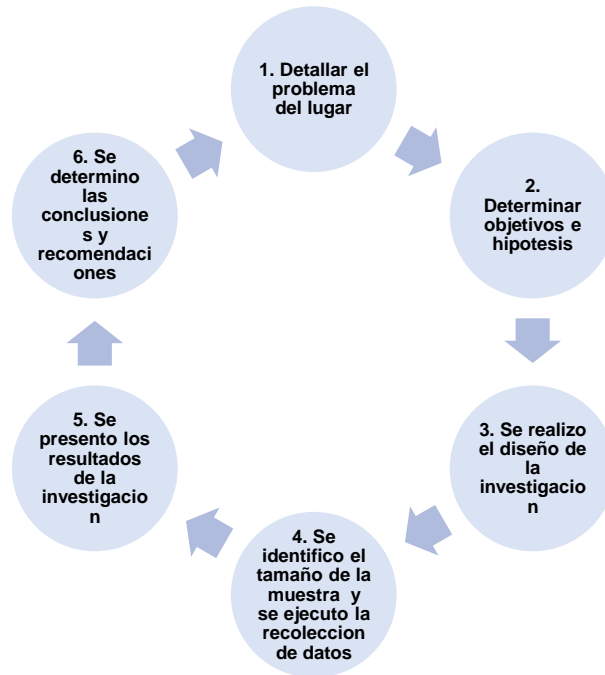 1. Detallar el
problema
del lugar
2.
Determinar
objetivos e
hipotesis
3. Se realizo
el diseño de
la
investigacio
n
4. Se
identifico el
tamaño de la
muestra y
se ejecuto la
recoleccion
de datos
5. Se
presento los
resultados
de la
investigacio
n
6. Se
determino
las
conclusione
s y
recomendaci
ones